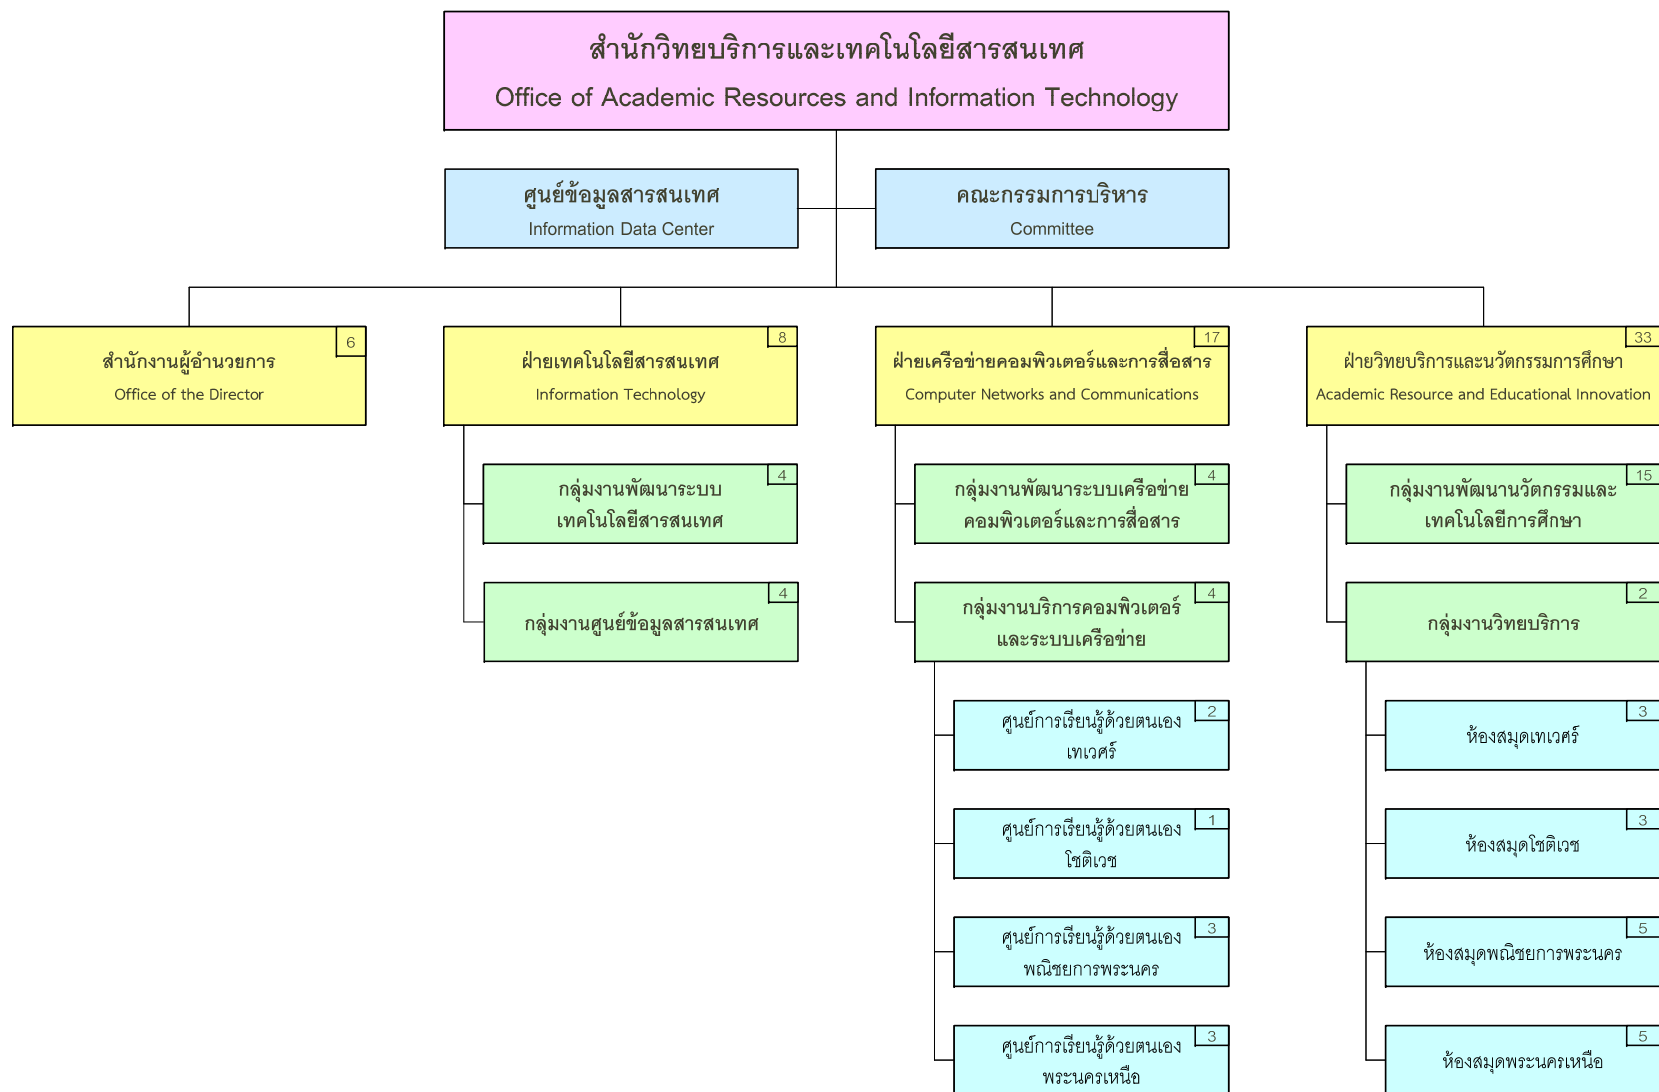 สำนักวิทยบริการและเทคโนโลยีสารสนเทศ
Office of Academic Resources and Information Technology
ศูนย์ข้อมูลสารสนเทศ
Information Data Center
คณะกรรมการบริหาร
Committee
6
สำนักงานผู้อำนวยการ
Office of the Director
8
ฝ่ายเทคโนโลยีสารสนเทศ
Information Technology
4
กลุ่มงานพัฒนาระบบ
เทคโนโลยีสารสนเทศ
4
กลุ่มงานศูนย์ข้อมูลสารสนเทศ
17
ฝ่ายเครือข่ายคอมพิวเตอร์และการสื่อสาร
Computer Networks and Communications
4
กลุ่มงานพัฒนาระบบเครือข่าย
คอมพิวเตอร์และการสื่อสาร
4
กลุ่มงานบริการคอมพิวเตอร์
และระบบเครือข่าย
2
ศูนย์การเรียนรู้ด้วยตนเอง
เทเวศร์
1
ศูนย์การเรียนรู้ด้วยตนเอง
โชติเวช
3
ศูนย์การเรียนรู้ด้วยตนเอง
พณิชยการพระนคร
3
ศูนย์การเรียนรู้ด้วยตนเอง
พระนครเหนือ
33
ฝ่ายวิทยบริการและนวัตกรรมการศึกษา
Academic Resource and Educational Innovation
15
กลุ่มงานพัฒนานวัตกรรมและ
เทคโนโลยีการศึกษา
2
กลุ่มงานวิทยบริการ
3
ห้องสมุดเทเวศร์
3
ห้องสมุดโชติเวช
5
ห้องสมุดพณิชยการพระนคร
5
ห้องสมุดพระนครเหนือ